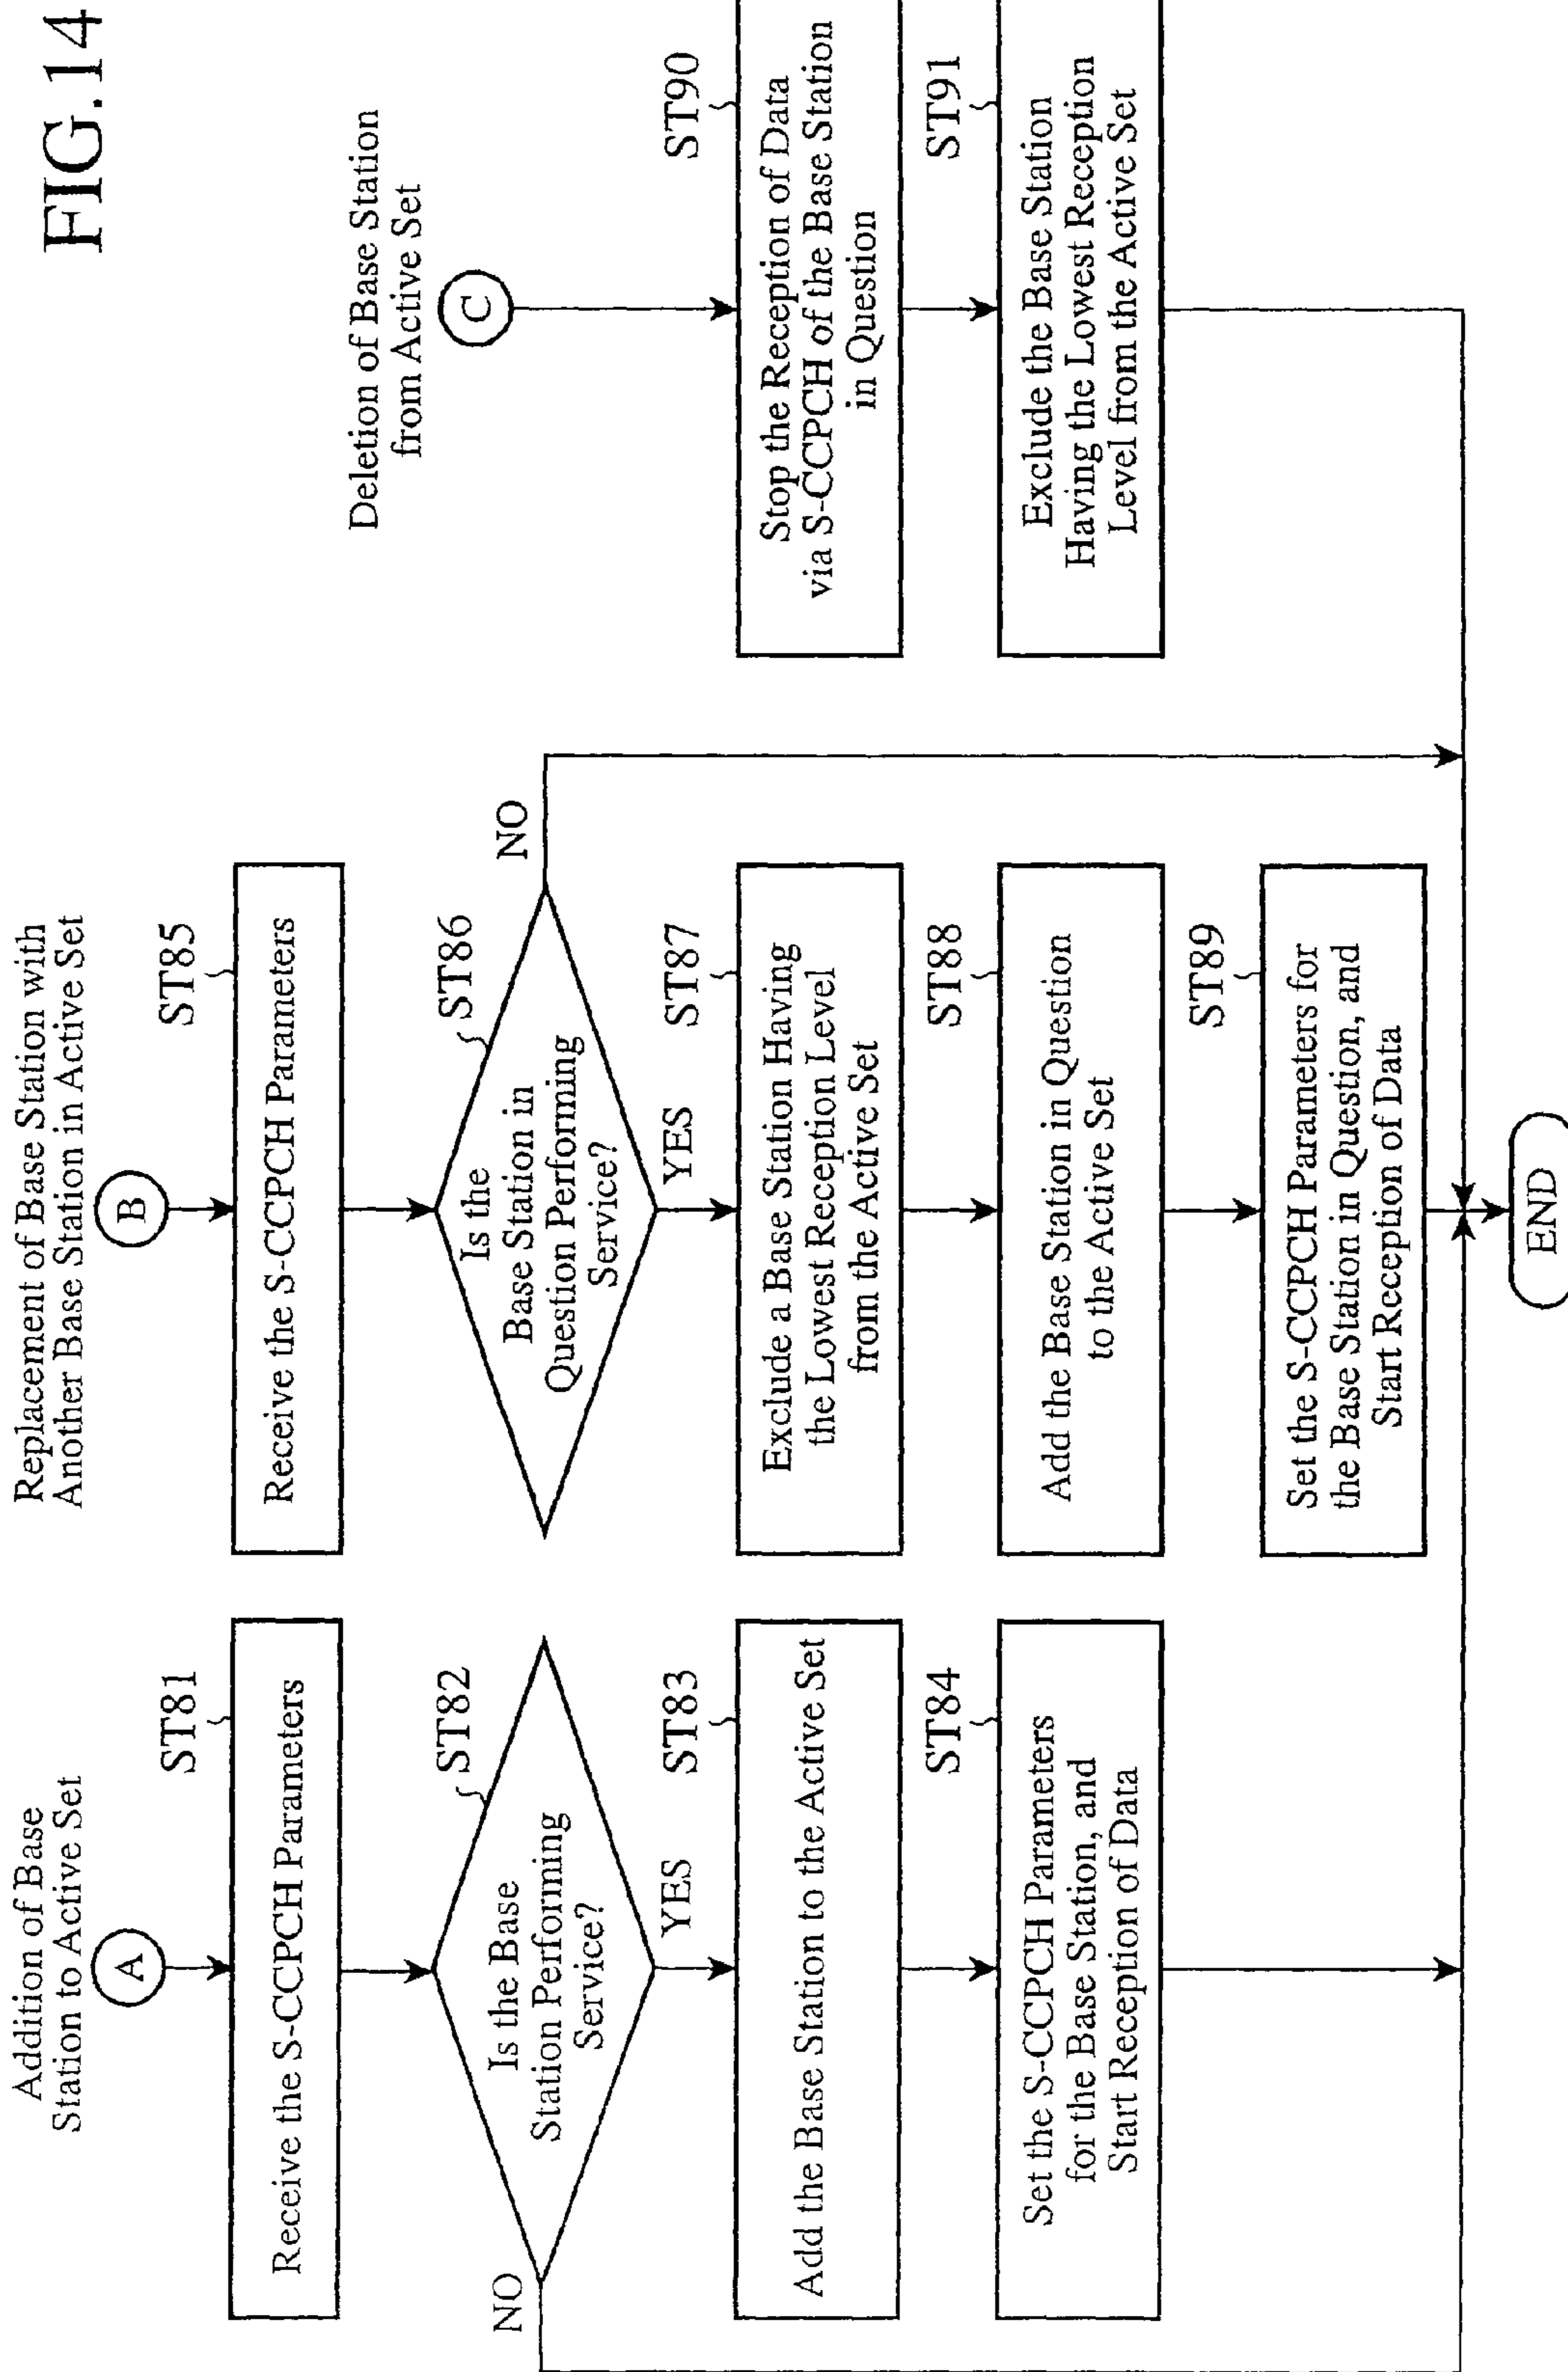 FIG.14
Addition of Base
Station to Active Set
A
ST81
Receive the S-CCPCH Parameters
ST82
Is the Base
Station Performing
Service?
NO
YES
ST83
Add the Base Station to the Active Set
ST84
Set the S-CCPCH Parameters
for the Base Station, and
Start Reception of Data
Replacement of Base Station with
Another Base Station in Active Set
B
ST85
Receive the S-CCPCH Parameters
ST86
Is the
Base Station in
Question Performing
Service?
NO
YES
ST87
Exclude a Base Station Having
the Lowest Reception Level
from the Active Set
ST88
Add the Base Station in Question
to the Active Set
ST89
Set the S-CCPCH Parameters for
the Base Station in Question, and
Start Reception of Data
END
Deletion of Base Station
from Active Set
C
ST90
Stop the Reception of Data
via S-CCPCH of the Base Station
in Question
ST91
Exclude the Base Station
Having the Lowest Reception
Level from the Active Set